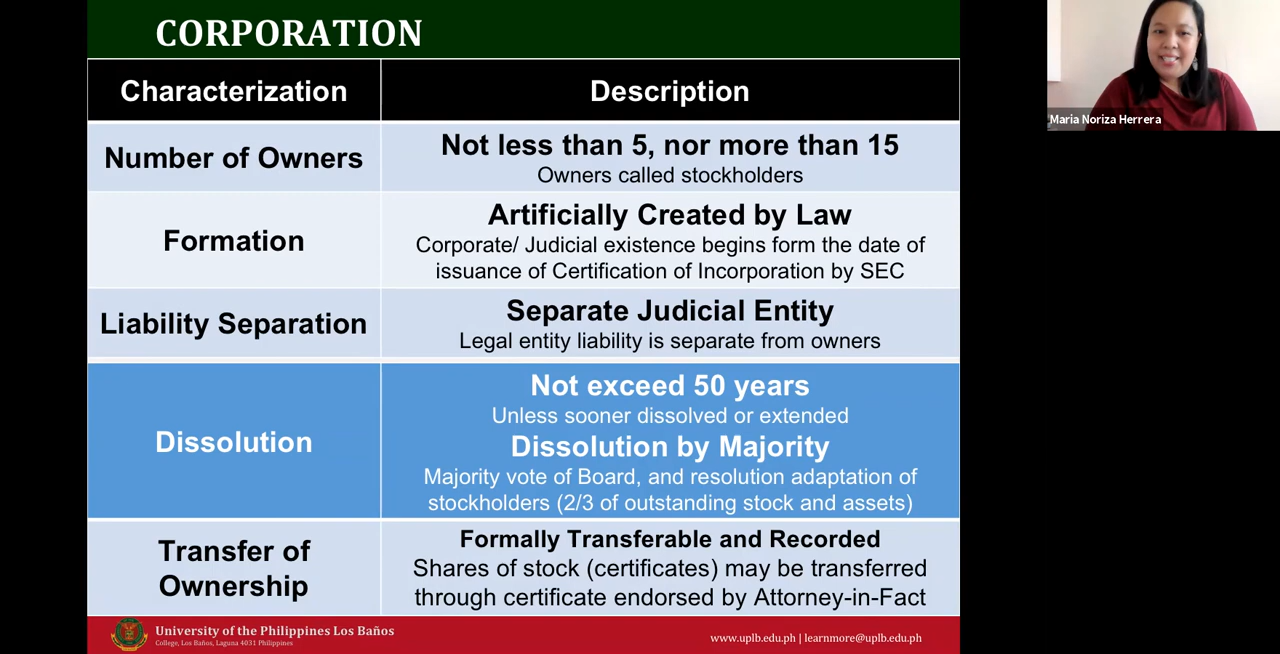 CORPORATION
Characterization
Description
Number of Owners
Not less than 5, nor more than 15
Owners called stockholders
Formation
Artificially Created by Law
Corporate/ Judicial existence begins form the date of
issuance of Certification of Incorporation by SEC
Liability Separation
Separate Judicial Entity
Legal entity liability is separate from owners
Dissolution
Not exceed 50 years
Unless sooner dissolved or extended
Dissolution by Majority
Majority vote of Board, and resolution adaptation of
stockholders (2/3 of outstanding stock and assets)
Transfer of
Ownership
Formally Transferable and Recorded
Shares of stock (certificates) may be transferred
through certificate endorsed by Attorney-in-Fact
University of the Philippines Los Baños
College, Los Baños, Laguna 4031 Philippines
www.uplb.edu.ph | learnmore@uplb.edu.ph
Maria Noriza Herrera